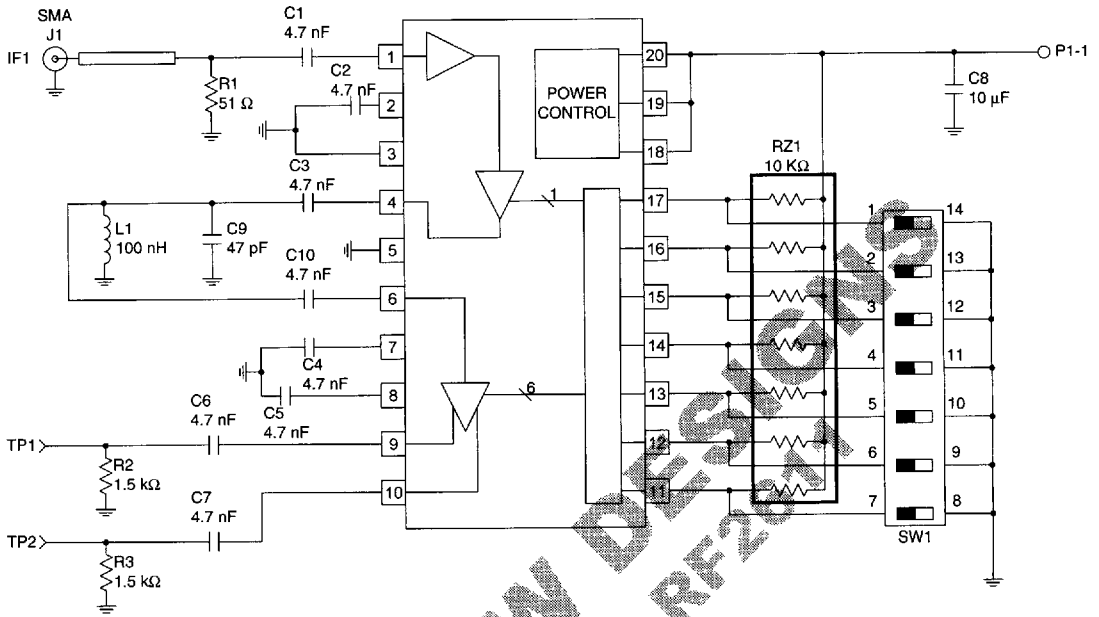 SMA
J1
IF1
R1
51 Ω
C1
4.7 nF
C2
4.7 nF
C3
4.7 nF
L1
100 nH
C9
47 pF
C10
4.7 nF
C4
4.7 nF
C5
4.7 nF
C6
4.7 nF
TP1
R2
1.5 kΩ
C7
4.7 nF
TP2
R3
1.5 kΩ
1
2
3
4
5
6
7
8
9
10
1
6
POWER
CONTROL
20
19
18
17
16
15
14
13
12
11
P1-1
C8
10 µF
RZ1
10 KΩ
1
2
3
4
5
6
7
14
13
12
11
10
9
8
SW1
W DESIGNS
RF2611